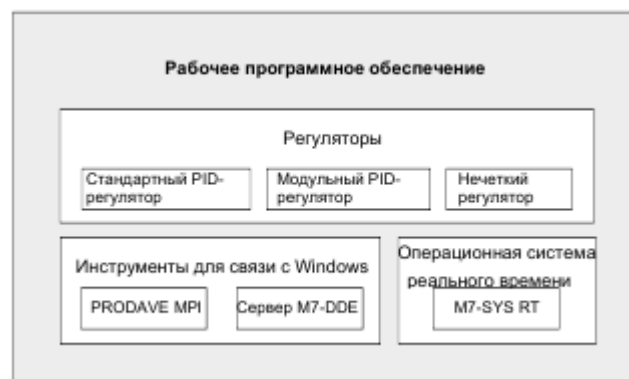 Рабочее программное обеспечение
Регуляторы
Стандартный PID-
регулятор
Модульный PID-
регулятор
Нечеткий
регулятор
Инструменты для связи с Windows
PRODAVE MPI
Сервер M7-DDE
Операционная система
реального времени
M7-SYS RT